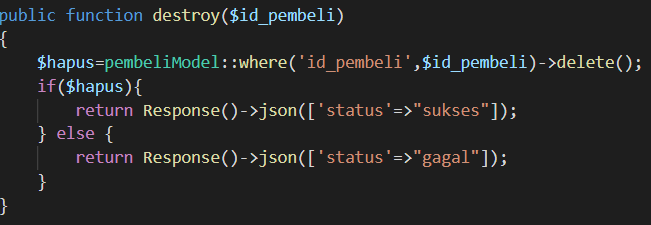 public function destroy($id_pembeli)
{
$hapus=pembeliModel::where('id_pembeli',$id_pembeli)->delete();
if($hapus){
return Response()->json(['status'=>"sukses"]);
} else {
return Response()->json(['status'=>"gagal"]);
}
}